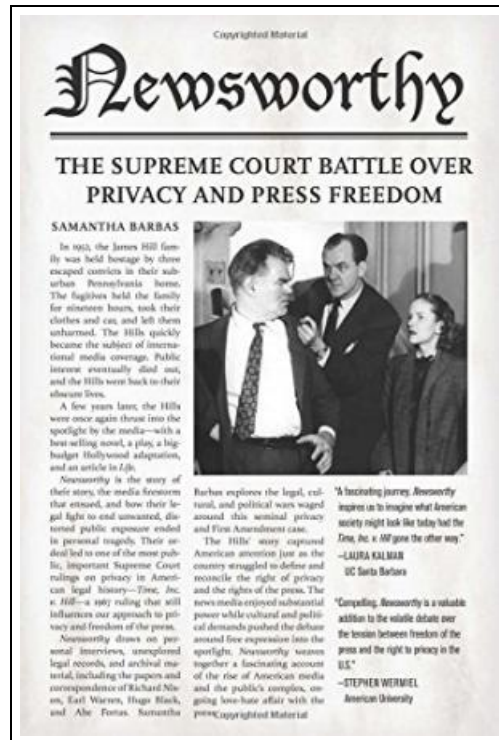 Copyrighted Material
Newsworthy
THE SUPREME COURT BATTLE OVER
PRIVACY AND PRESS FREEDOM
SAMANTHA BARBAS
In 1952, the James Hill fam-
ily was held hostage by three
escaped convicts in their sub-
urban Pennsylvania home.
The fugitives held the family
for nineteen hours, took their
clothes and car, and left them
unharmed. The Hills quickly
became the subject of interna-
tional media coverage. Public
interest eventually died out,
and the Hills went back to their
obscure lives.
A few years later, the Hills
were once again thrust into the
spotlight by the media—with a
best-selling novel, a play, a big-
budget Hollywood adaptation,
and an article in Life.
Newsworthy is the story of
their story, the media firestorm
that ensued, and how their le-
gal fight to end unwanted, dis-
torted public exposure ended
in personal tragedy. Their or-
deal led to one of the most pub-
lic, important Supreme Court
rulings on privacy in Ameri-
can legal history—Time, Inc.
v. Hill—a 1967 ruling that still
influences our approach to pri-
vacy and freedom of the press.
Newsworthy draws on per-
sonal interviews, unexplored
legal records, and archival ma-
terial, including the papers and
correspondence of Richard Nix-
on, Earl Warren, Hugo Black,
and Abe Fortas. Samantha
Barbas explores the legal, cul-
tural, and political wars waged
around this seminal privacy
and First Amendment case.
The Hills' story captured
American attention just as the
country struggled to define and
reconcile the right of privacy
and the rights of the press. The
news media enjoyed substantial
power while cultural and politi-
cal demands pushed the debate
around free expression into the
spotlight. Newsworthy weaves
together a fascinating account
of the rise of American media
and the public's complex, on-
going love-hate affair with the
press.
"A fascinating journey. Newsworthy
inspires us to imagine what American
society might look like today had the
Time, Inc. v. Hill gone the other way."
—LAURA KALMAN
UC Santa Barbara
"Compelling. Newsworthy is a valuable
addition to the volatile debate over
the tension between freedom of the
press and the right to privacy in the
U.S."
—STEPHEN WERMIEL
American University
Copyrighted Material